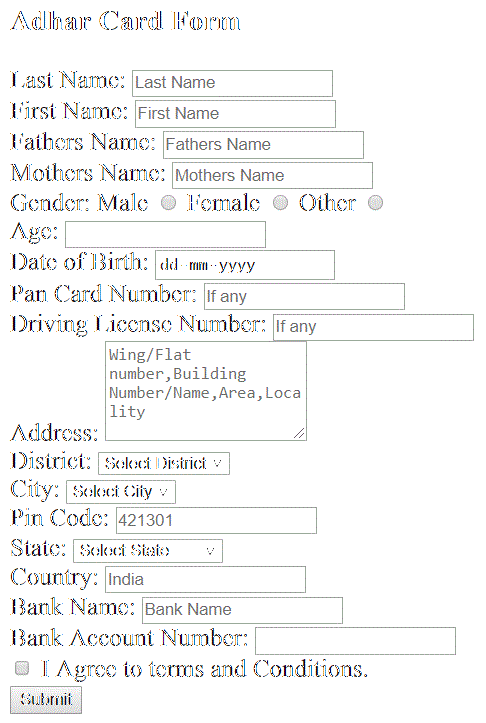 Adhar Card Form
Last Name: Last Name
First Name: First Name
Fathers Name: Fathers Name
Mothers Name: Mothers Name
Gender: Male Female Other
Age:
Date of Birth: dd-mm-yyyy
Pan Card Number: If any
Driving License Number: If any
Wing/Flat
number,Building
Number/Name,Area,Loca
lity
Address:
District: Select District
City: Select City
Pin Code: 421301
State: Select State
Country: India
Bank Name: Bank Name
Bank Account Number:
I Agree to terms and Conditions.
Submit